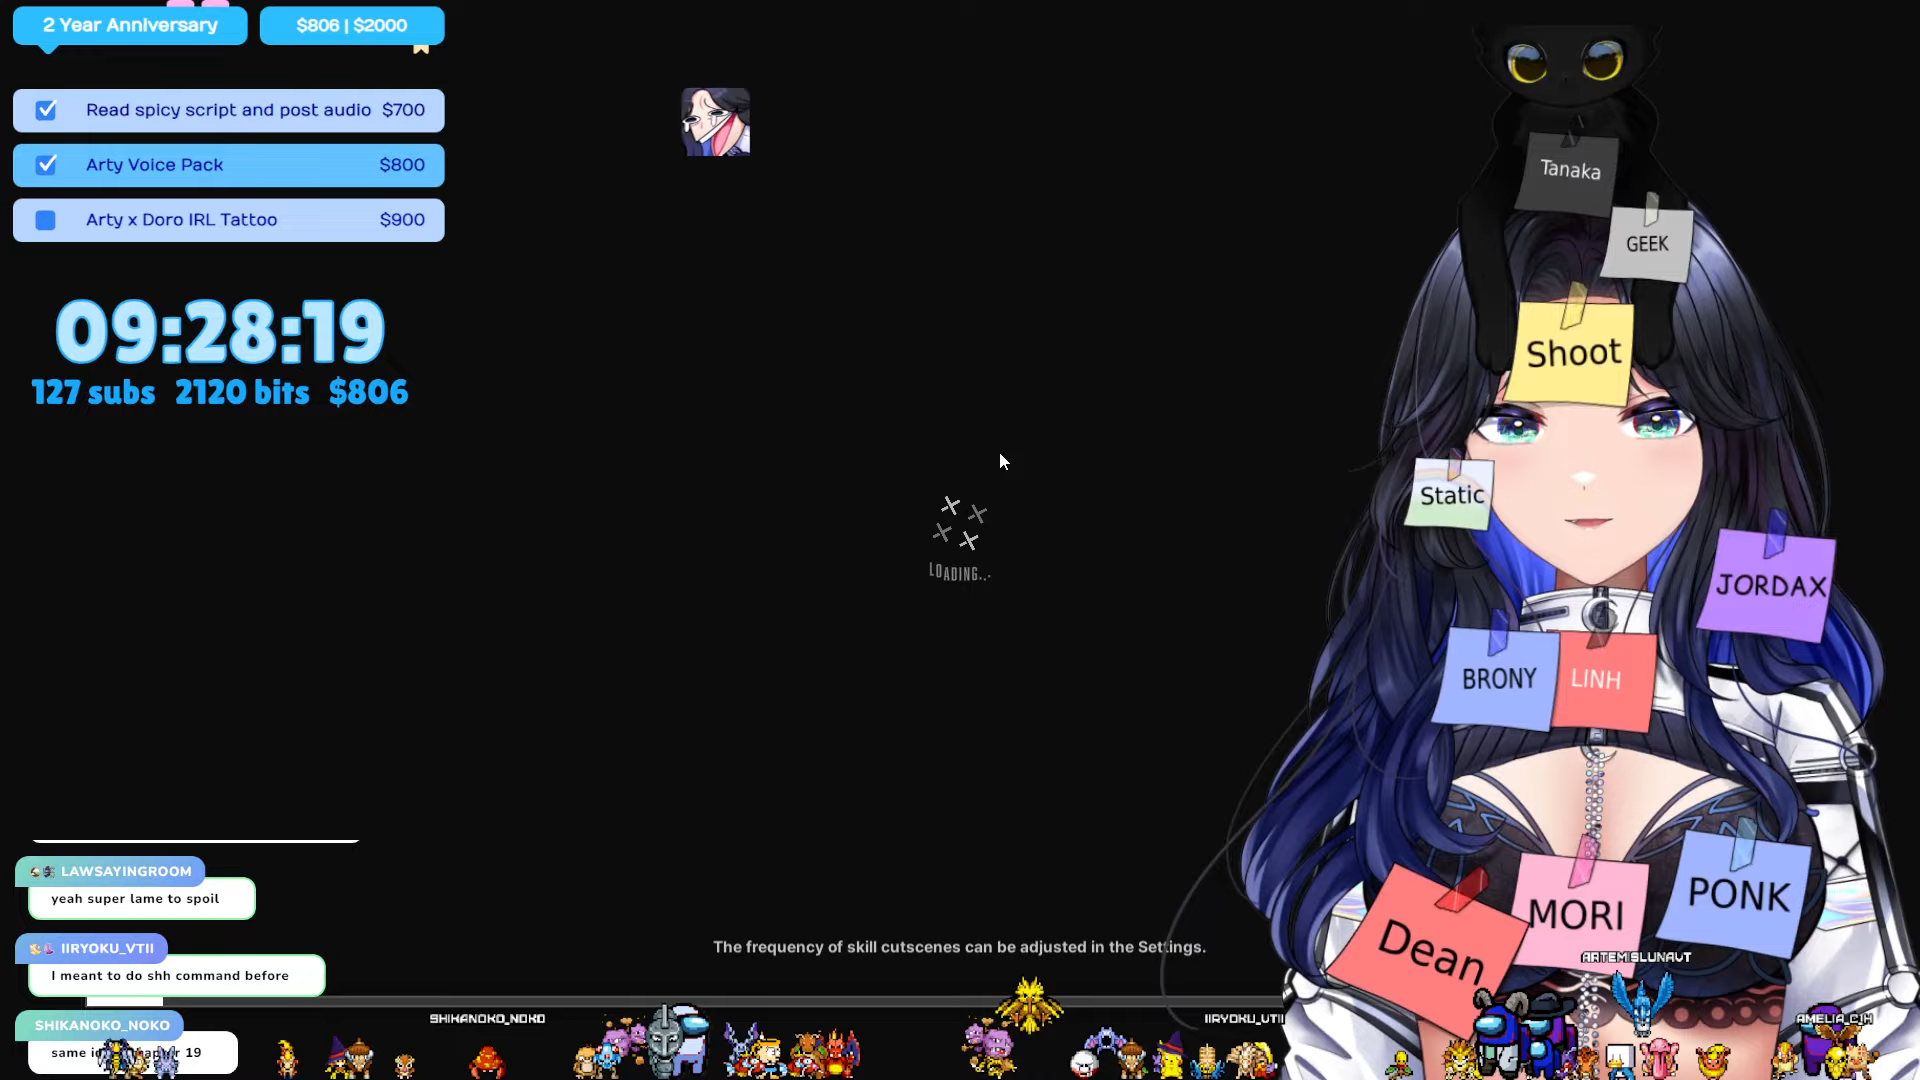 2 Year Anniversary
$806 | $2000
Read spicy script and post audio $700
Arty Voice Pack $800
Arty x Doro IRL Tattoo $900
09:28:19
127 subs 2120 bits $806
Tanaka
GEEK
Shoot
Static
JORDAX
BRONY
LINH
Dean
MORI
PONK
LOADING...
LAWSAYINGROOM
yeah super lame to spoil
IIRYOKU_VTII
I meant to do shh command before
SHIKANOKO_NOKO
same
19
The frequency of skill cutscenes can be adjusted in the Settings.
SHIKANOKO_NOKO
IIRYOKU_VTII
ARTEMISLUNAVT
AMELIA_C1H